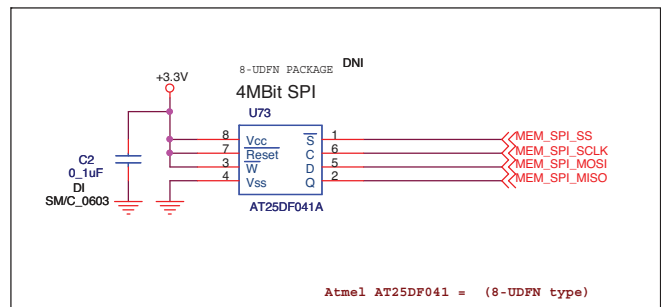 8-UDFN PACKAGE DNI
+3.3V
4MBit SPI
U73
8 Vcc S 1 MEM_SPI_SS
7 Reset C 6 MEM_SPI_SCLK
3 W D 5 MEM_SPI_MOSI
4 Vss Q 2 MEM_SPI_MISO
C2
0_1uF
DI
SM/C_0603
AT25DF041A
Atmel AT25DF041 = (8-UDFN type)